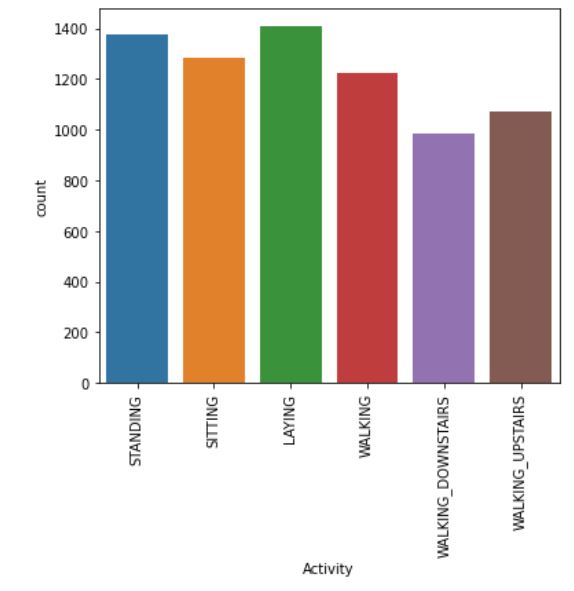 1400
1200
1000
800
600
400
200
0
count
STANDING
SITTING
LAYING
WALKING
WALKING_DOWNSTAIRS
WALKING_UPSTAIRS
Activity